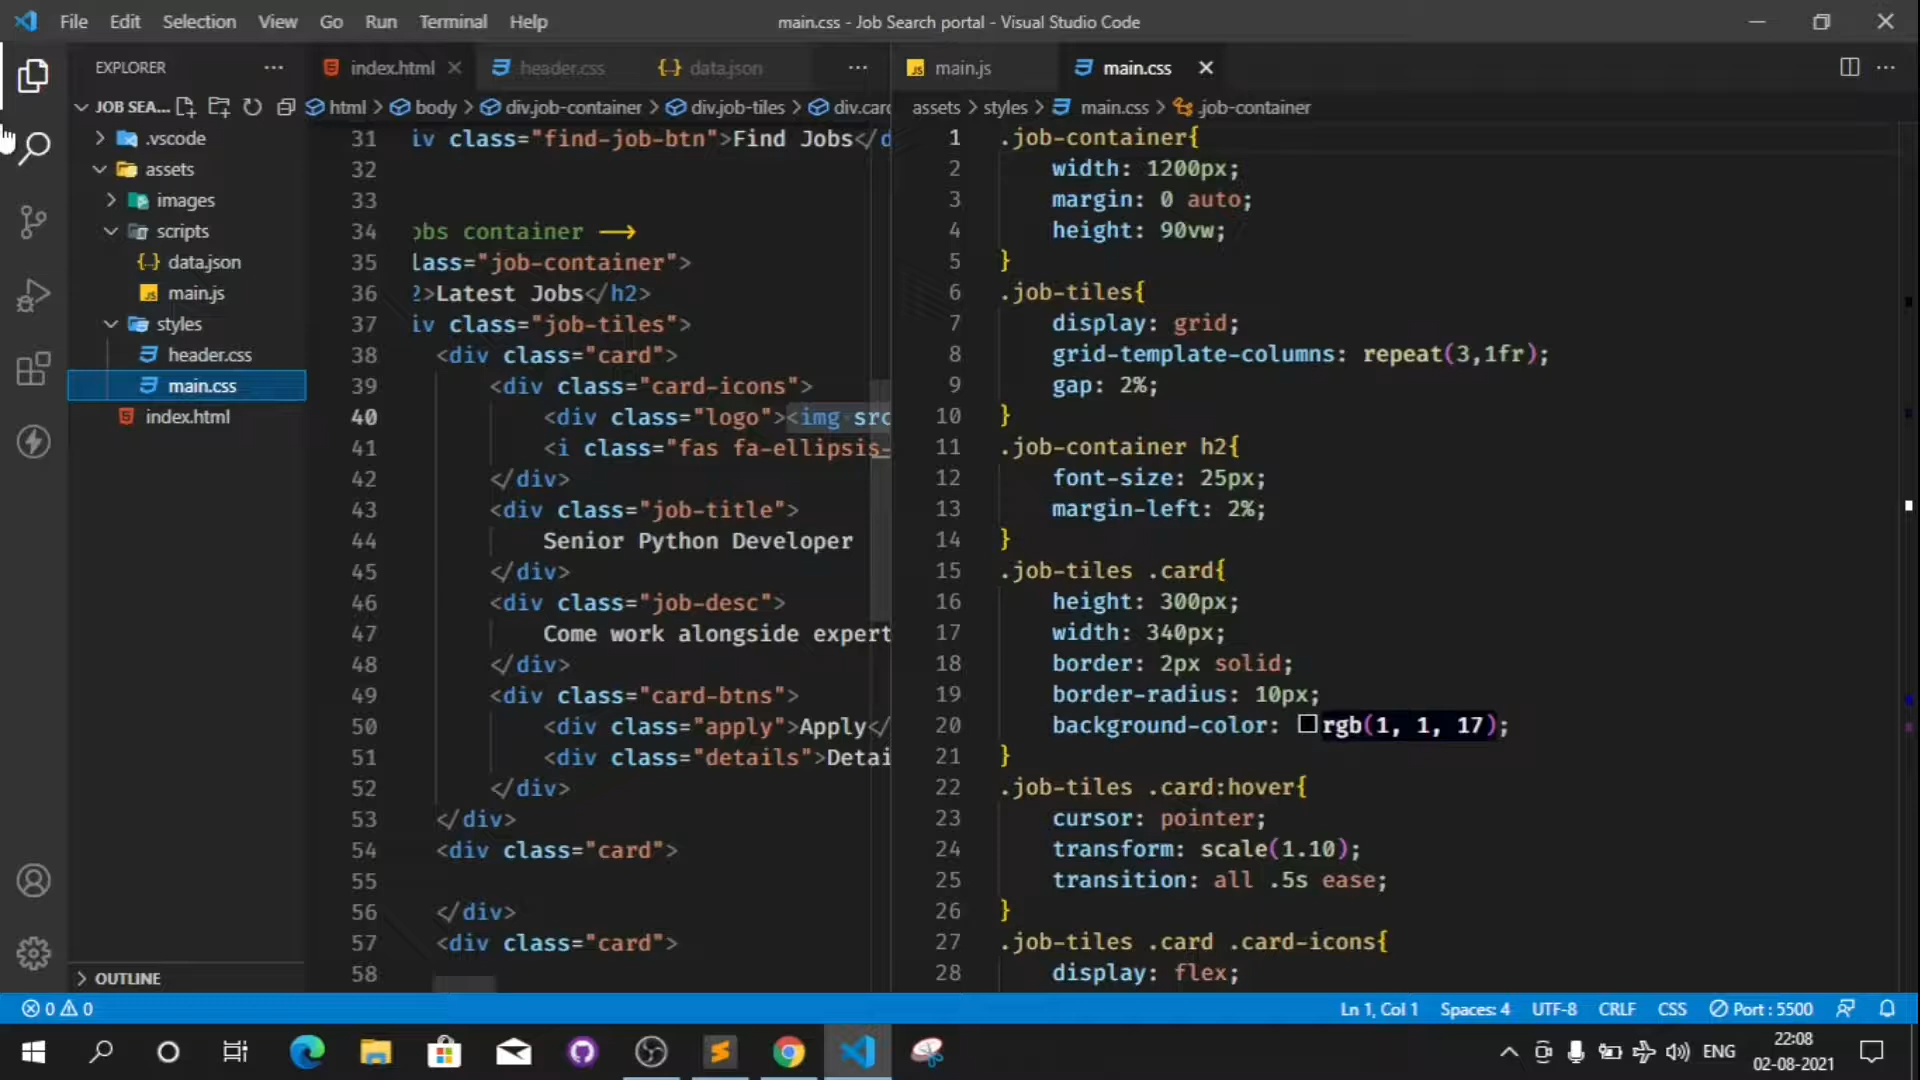 File Edit Selection View Go Run Terminal Help
main.css - Job Search portal - Visual Studio Code
EXPLORER
JOB SEA...
.vscode
assets
images
scripts
data.json
main.js
styles
header.css
main.css
index.html
OUTLINE
index.html header.css data.json
html > body > div.job-container > div.job-tiles > div.card
31 iv class="find-job-btn">Find Jobs</d
32
33
34 obs container -->
35 lass="job-container">
36 2>Latest Jobs</h2>
37 iv class="job-tiles">
38 <div class="card">
39 <div class="card-icons">
40 <div class="logo"><img src
41 <i class="fas fa-ellipsis-
42 </div>
43 <div class="job-title">
44 Senior Python Developer
45 </div>
46 <div class="job-desc">
47 Come work alongside expert
48 </div>
49 <div class="card-btns">
50 <div class="apply">Apply</
51 <div class="details">Detai
52 </div>
53 </div>
54 <div class="card">
55
56 </div>
57 <div class="card">
58
main.js main.css
assets > styles > main.css > .job-container
1 .job-container{
2 width: 1200px;
3 margin: 0 auto;
4 height: 90vw;
5 }
6 .job-tiles{
7 display: grid;
8 grid-template-columns: repeat(3,1fr);
9 gap: 2%;
10 }
11 .job-container h2{
12 font-size: 25px;
13 margin-left: 2%;
14 }
15 .job-tiles .card{
16 height: 300px;
17 width: 340px;
18 border: 2px solid;
19 border-radius: 10px;
20 background-color: rgb(1, 1, 17);
21 }
22 .job-tiles .card:hover{
23 cursor: pointer;
24 transform: scale(1.10);
25 transition: all .5s ease;
26 }
27 .job-tiles .card .card-icons{
28 display: flex;
0 0
Ln 1, Col 1 Spaces: 4 UTF-8 CRLF CSS Port : 5500
ENG
22:08
02-08-2021